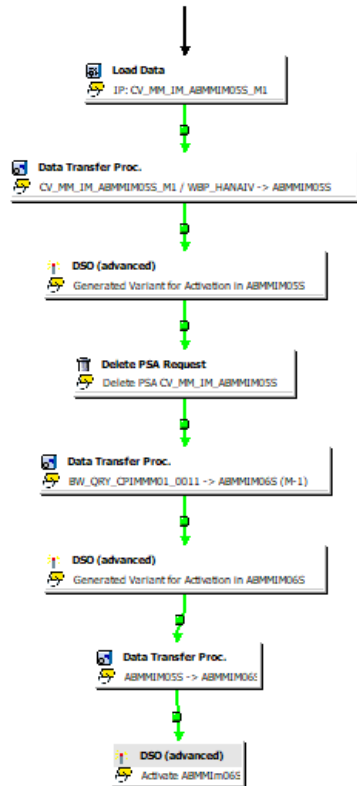 Load Data
IP: CV_MM_IM_ABMMIM05S_M1
Data Transfer Proc.
CV_MM_IM_ABMMIM05S_M1 / WBP_HANAIV -> ABMMIM05S
DSO (advanced)
Generated Variant for Activation in ABMMIM05S
Delete PSA Request
Delete PSA CV_MM_IM_ABMMIM05S
Data Transfer Proc.
BW_QRY_CPIMMM01_0011 -> ABMMIM06S (M-1)
DSO (advanced)
Generated Variant for Activation in ABMMIM06S
Data Transfer Proc.
ABMMIM05S -> ABMMIM06S
DSO (advanced)
Activate ABMMIm06S